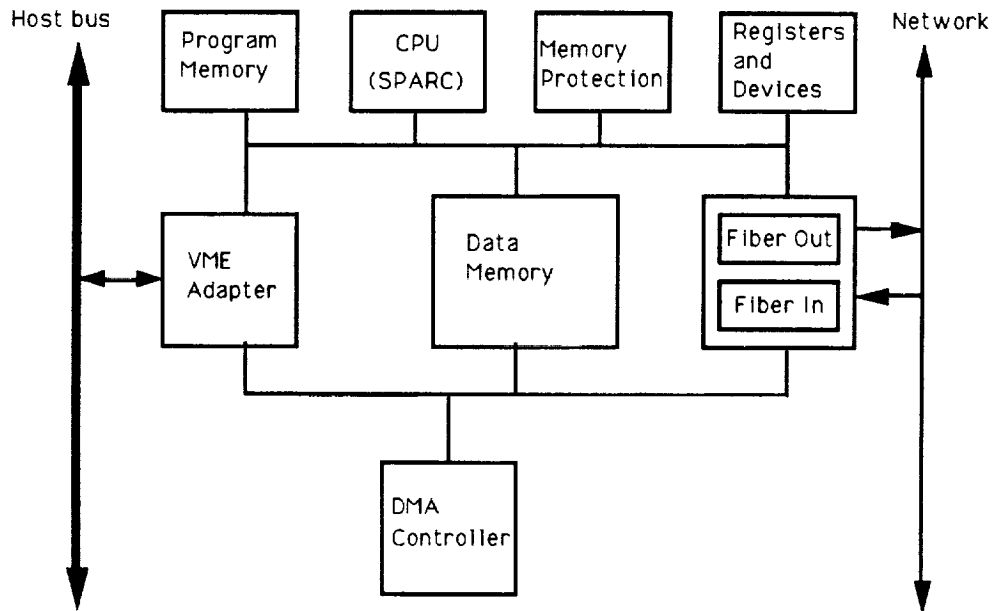 Host bus
Program
Memory
CPU
(SPARC)
Memory
Protection
Registers
and
Devices
Network
VME
Adapter
Data
Memory
Fiber Out
Fiber In
DMA
Controller